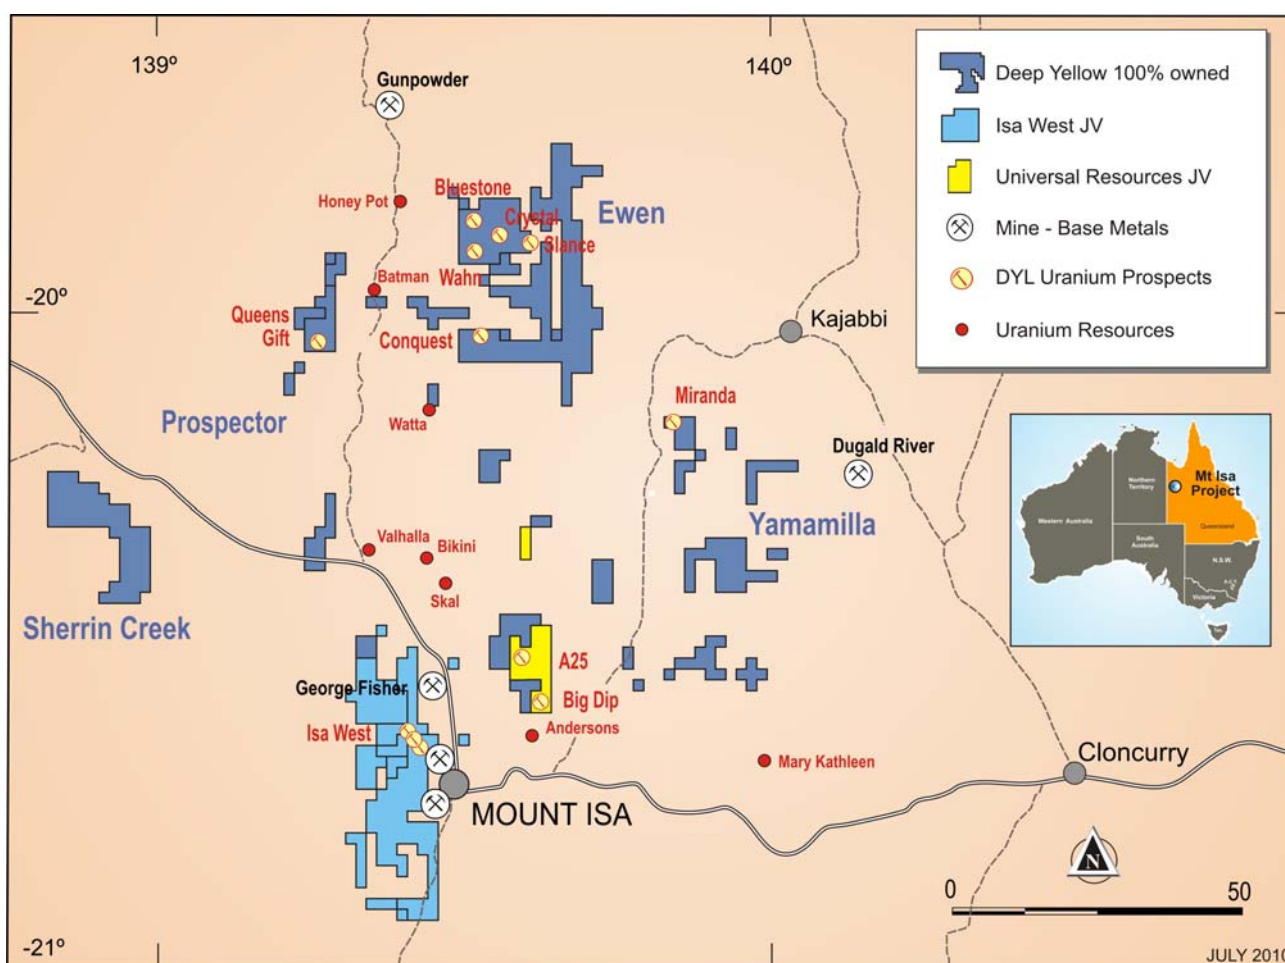 139º
140º
Gunpowder
Deep Yellow 100% owned
Isa West JV
Universal Resources JV
Mine - Base Metals
DYL Uranium Prospects
Uranium Resources
Bluestone
Honey Pot
Crystal
Ewen
Slance
Wahn
Batman
-20º
Queens
Gift
Conquest
Kajabbi
Prospector
Watta
Miranda
Dugald River
Yamamilla
Valhalla
Bikini
Skal
Sherrin Creek
Mt Isa
Project
Northern
Territory
Western Australia
Queensland
South
Australia
N.S.W.
A.C.T.
Victoria
George Fisher
A25
Isa West
Big Dip
Andersons
Mary Kathleen
Cloncurry
MOUNT ISA
N
0
50
-21º
JULY 2010